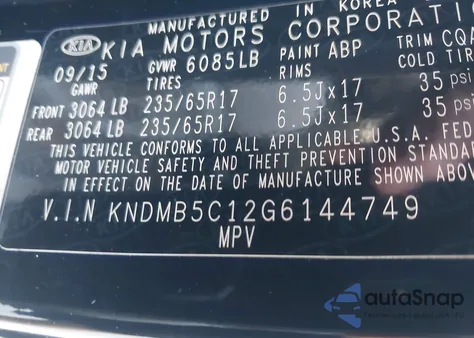 MANUFACTURED IN KOREA
KIA KIA MOTORS CORPORATIO
09/15 GVWR 6085LB PAINT ABP TRIM CQA
GAWR TIRES RIMS COLD TIR
FRONT 3064 LB 235/65R17 6.5Jx17 35 psi
REAR 3064 LB 235/65R17 6.5Jx17 35 psi
THIS VEHICLE CONFORMS TO ALL APPLICABLE U.S.A. FED
MOTOR VEHICLE SAFETY AND THEFT PREVENTION STANDA
IN EFFECT ON THE DATE OF MANUFACTURE SHOWN ABOV
V.I.N KNDMB5C12G6144749
MPV
autoSnap